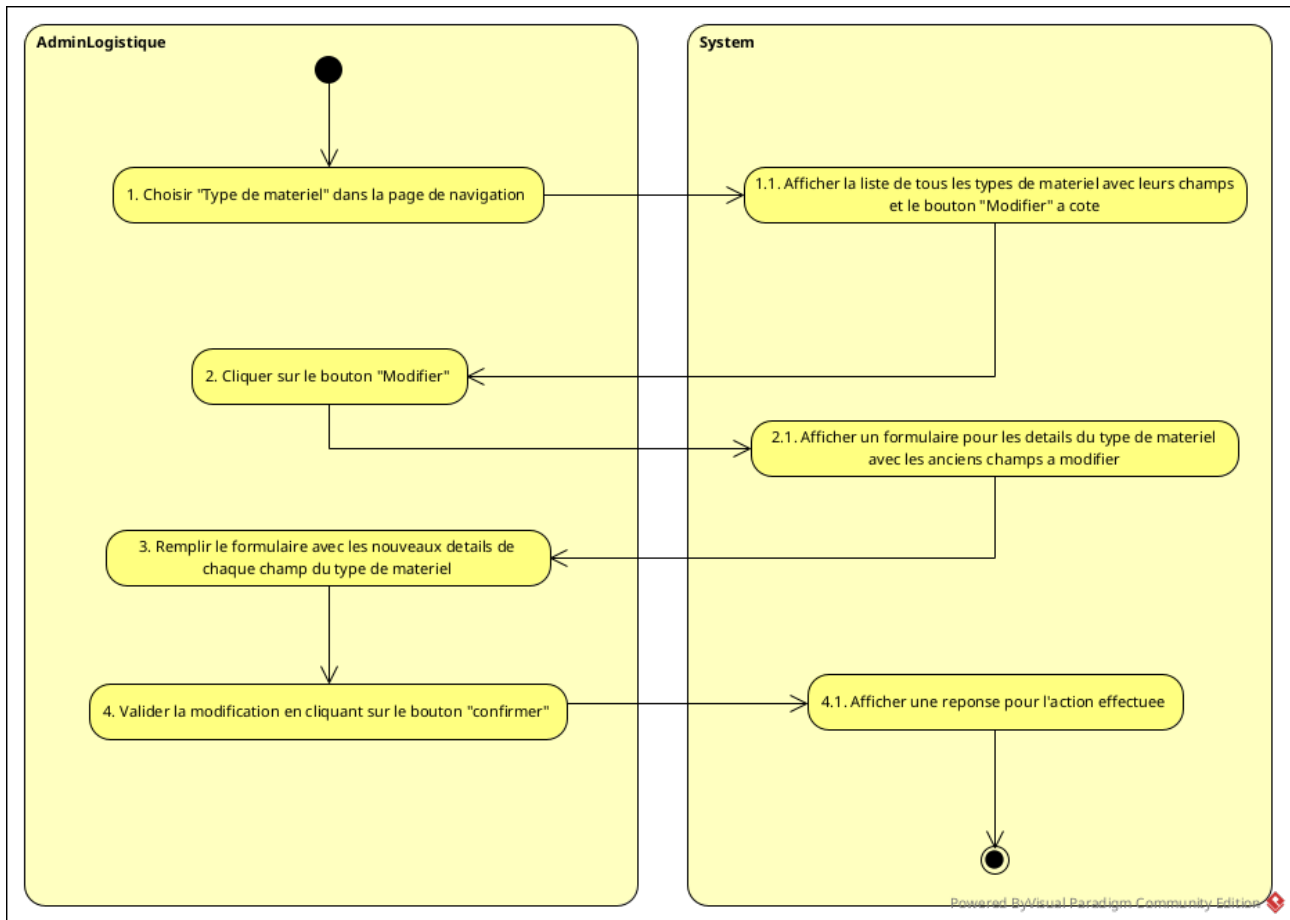 AdminLogistique
System
1. Choisir "Type de materiel" dans la page de navigation
1.1. Afficher la liste de tous les types de materiel avec leurs champs
et le bouton "Modifier" a cote
2. Cliquer sur le bouton "Modifier"
2.1. Afficher un formulaire pour les details du type de materiel
avec les anciens champs a modifier
3. Remplir le formulaire avec les nouveaux details de
chaque champ du type de materiel
4. Valider la modification en cliquant sur le bouton "confirmer"
4.1. Afficher une reponse pour l'action effectuee
Powered ByVisual Paradigm Community Edition